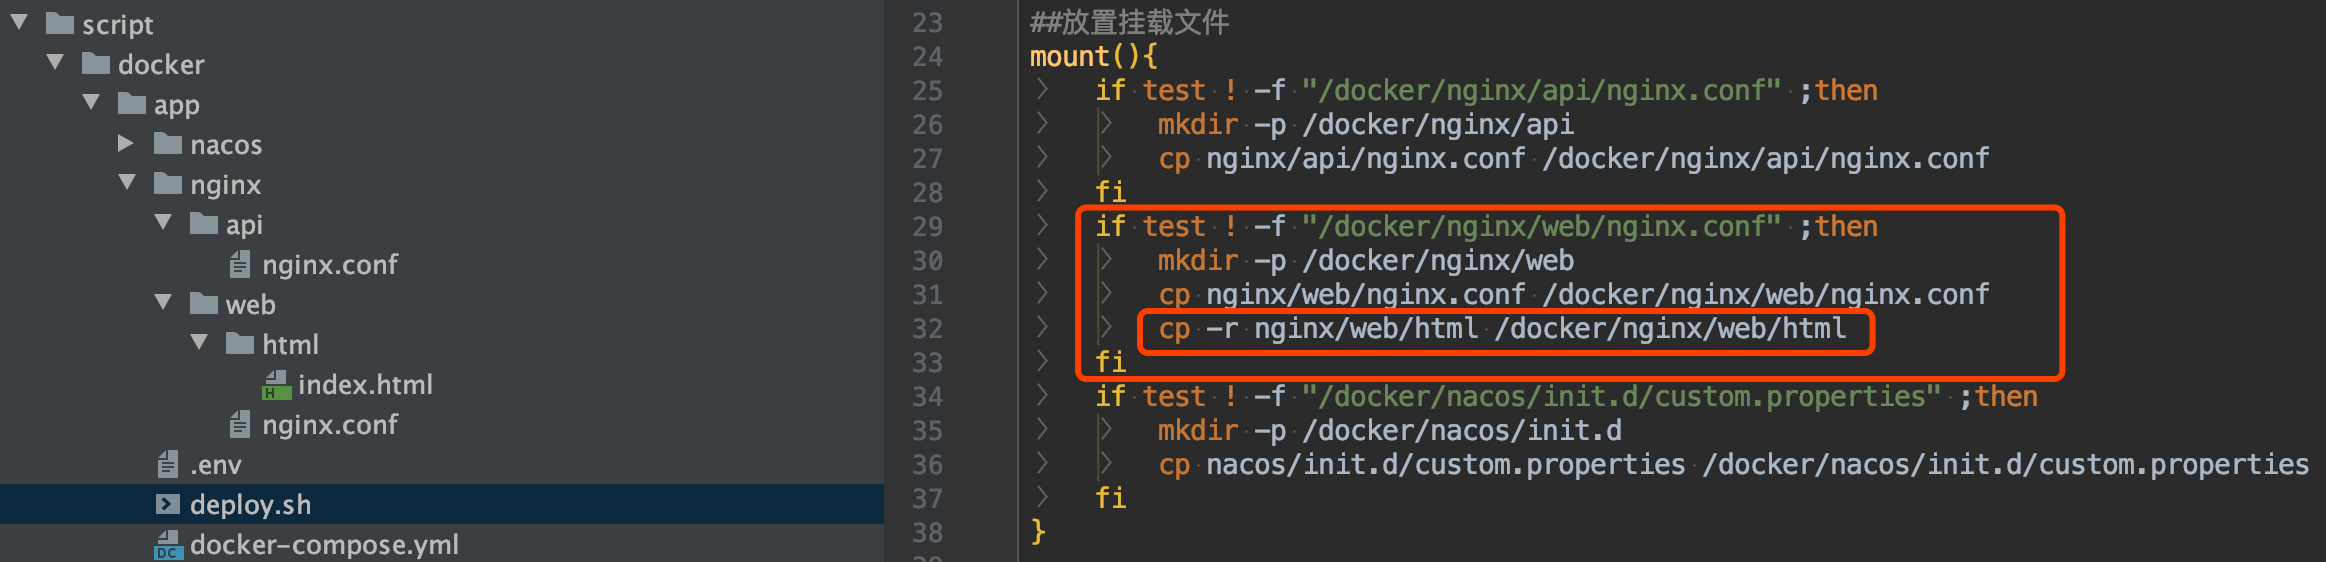 script
docker
app
nacos
nginx
api
nginx.conf
web
html
index.html
nginx.conf
.env
deploy.sh
docker-compose.yml
23 ##放置挂载文件
24 mount(){
25 if test ! -f "/docker/nginx/api/nginx.conf" ;then
26 mkdir -p /docker/nginx/api
27 cp nginx/api/nginx.conf /docker/nginx/api/nginx.conf
28 fi
29 if test ! -f "/docker/nginx/web/nginx.conf" ;then
30 mkdir -p /docker/nginx/web
31 cp nginx/web/nginx.conf /docker/nginx/web/nginx.conf
32 cp -r nginx/web/html /docker/nginx/web/html
33 fi
34 if test ! -f "/docker/nacos/init.d/custom.properties" ;then
35 mkdir -p /docker/nacos/init.d
36 cp nacos/init.d/custom.properties /docker/nacos/init.d/custom.properties
37 fi
38 }